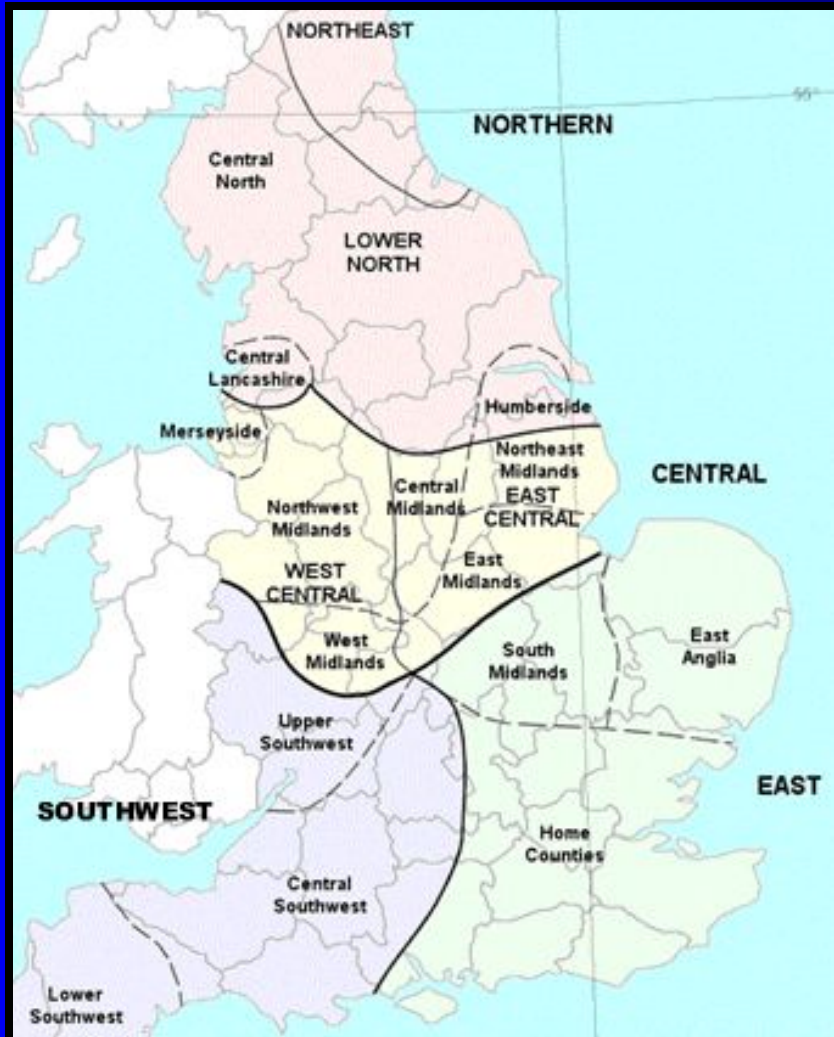 NORTHEAST
55°
NORTHERN
Central
North
LOWER
NORTH
Central
Lancashire
Humberside
Merseyside
Northeast
Midlands
CENTRAL
Central
Midlands
EAST
CENTRAL
Northwest
Midlands
East
Midlands
WEST
CENTRAL
West
Midlands
South
Midlands
East
Anglia
Upper
Southwest
SOUTHWEST
EAST
Home
Counties
Central
Southwest
Lower
Southwest